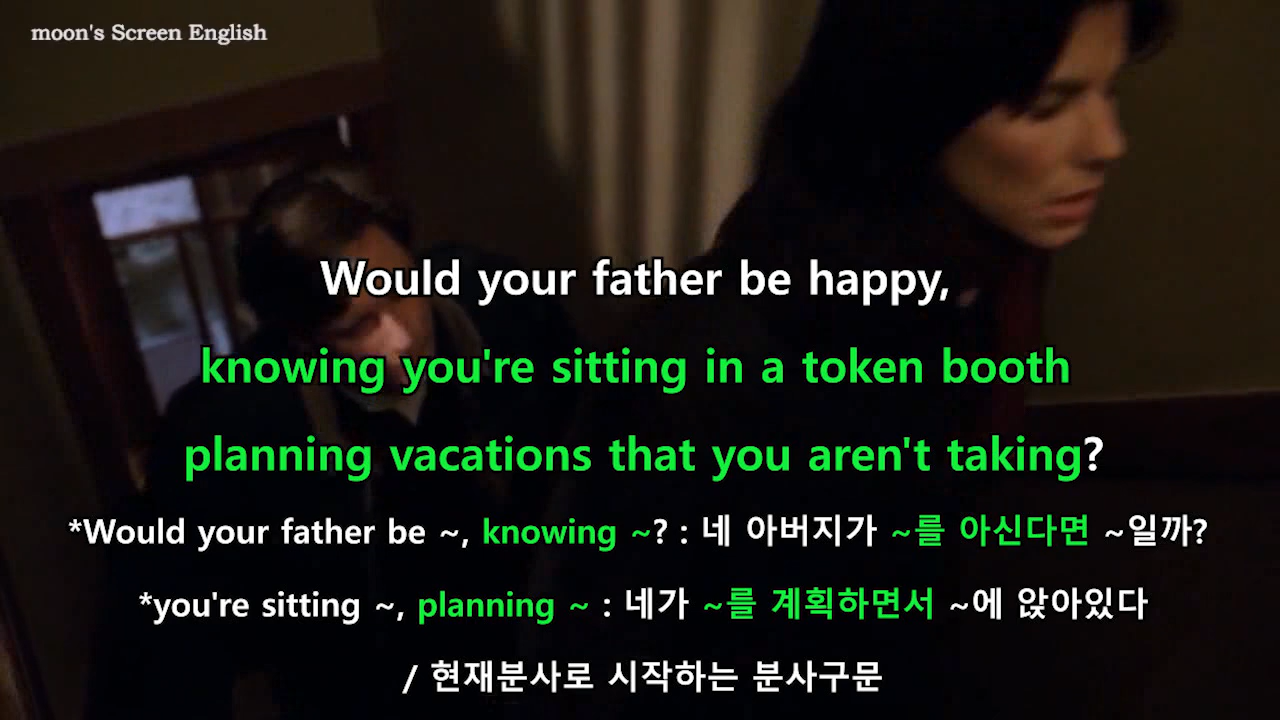 moon's Screen English
Would your father be happy,
knowing you're sitting in a token booth
planning vacations that you aren't taking?
*Would your father be ~, knowing ~? : 네 아버지가 ~를 아신다면 ~일까?
*you're sitting ~, planning ~ : 네가 ~를 계획하면서 ~에 앉아있다
/ 현재분사로 시작하는 분사구문